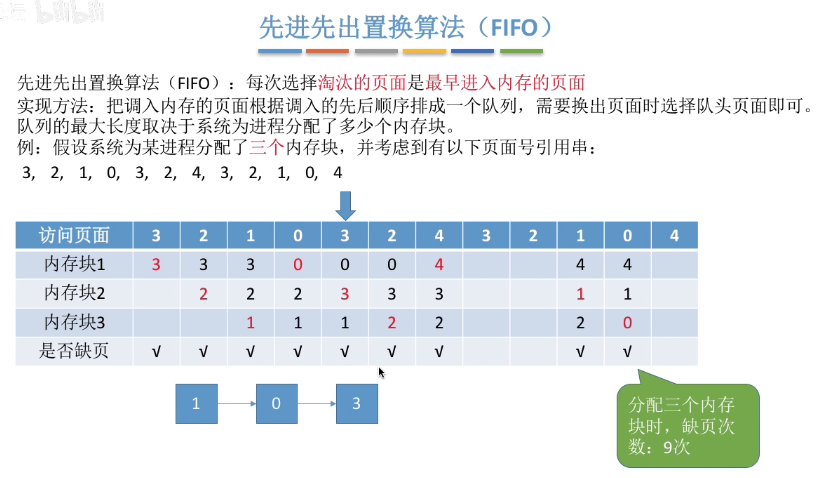 bilibili
先进先出置换算法（FIFO）
先进先出置换算法（FIFO）：每次选择淘汰的页面是最早进入内存的页面
实现方法：把调入内存的页面根据调入的先后顺序排成一个队列，需要换出页面时选择队头页面即可。
队列的最大长度取决于系统为进程分配了多少个内存块。
例：假设系统为某进程分配了三个内存块，并考虑到有以下页面号引用串：
3, 2, 1, 0, 3, 2, 4, 3, 2, 1, 0, 4
访问页面 3 2 1 0 3 2 4 3 2 1 0 4
内存块1 3 3 3 0 0 0 4 4 4
内存块2 2 2 2 3 3 3 1 1
内存块3 1 1 1 2 2 2 0
是否缺页 √ √ √ √ √ √ √ √ √
1 0 3
分配三个内存
块时，缺页次
数：9次